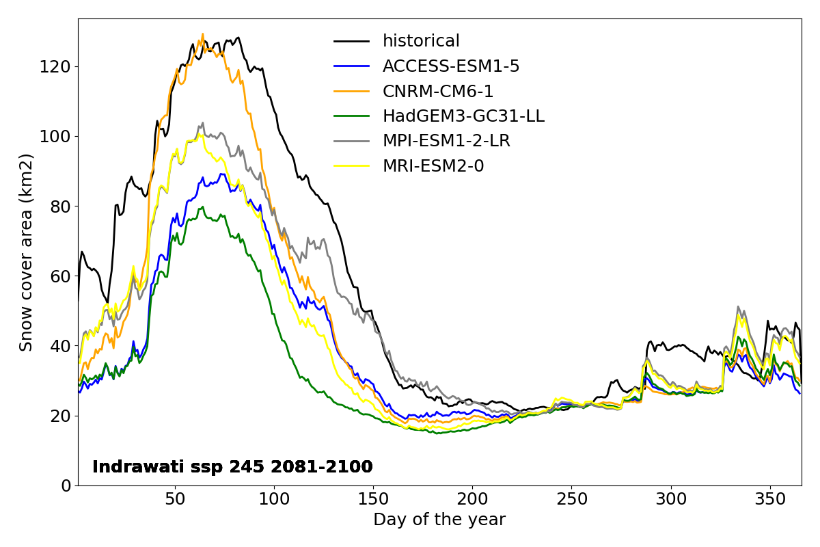 historical
ACCESS-ESM1-5
CNRM-CM6-1
HadGEM3-GC31-LL
MPI-ESM1-2-LR
MRI-ESM2-0
Snow cover area (km2)
120
100
80
60
40
20
0
Indrawati ssp 245 2081-2100
50 100 150 200 250 300 350
Day of the year